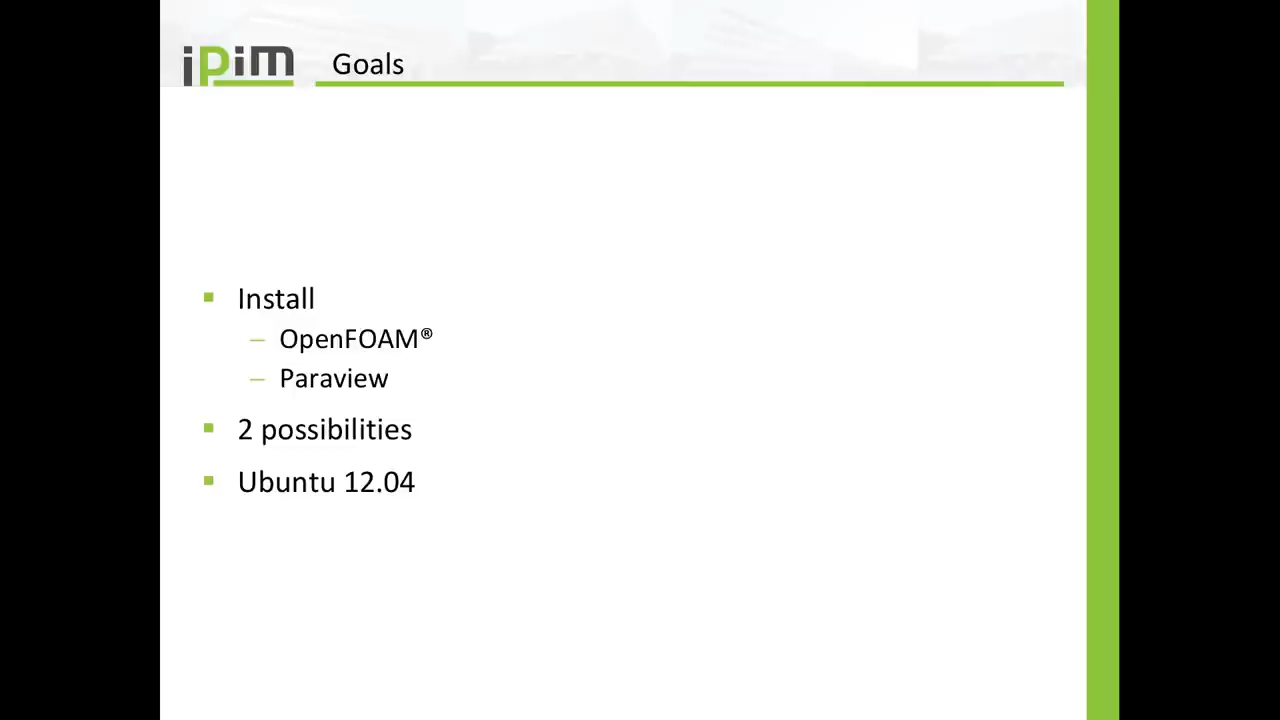 iPiM
Goals
Install
– OpenFOAM®
– Paraview
2 possibilities
Ubuntu 12.04